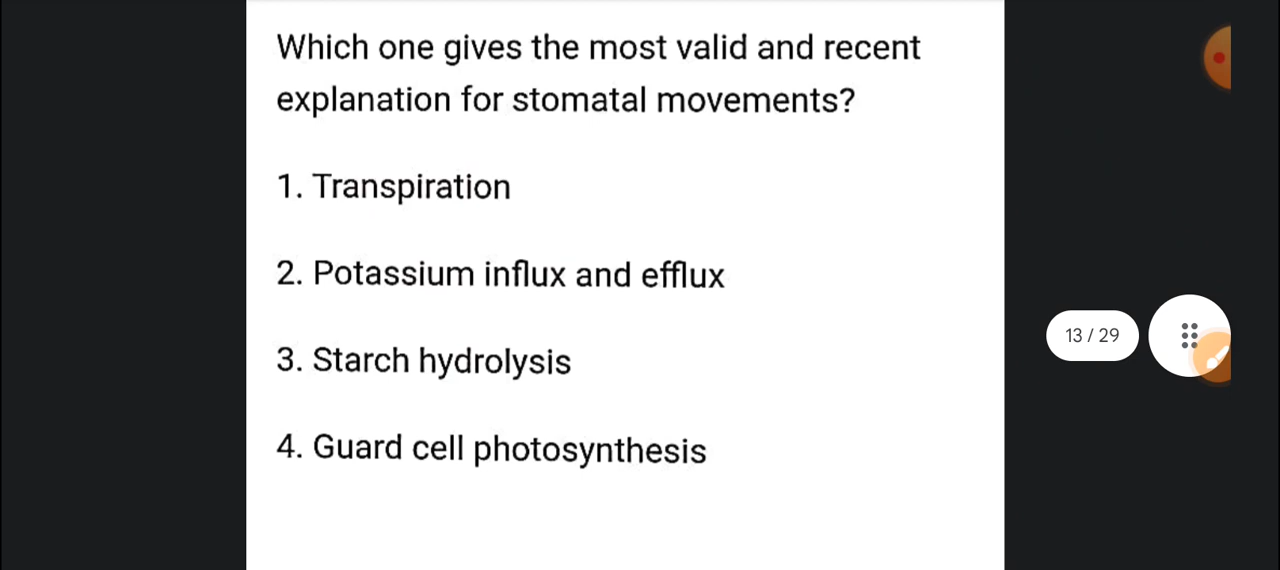 Which one gives the most valid and recent
explanation for stomatal movements?
1. Transpiration
2. Potassium influx and efflux
3. Starch hydrolysis
4. Guard cell photosynthesis
13 / 29